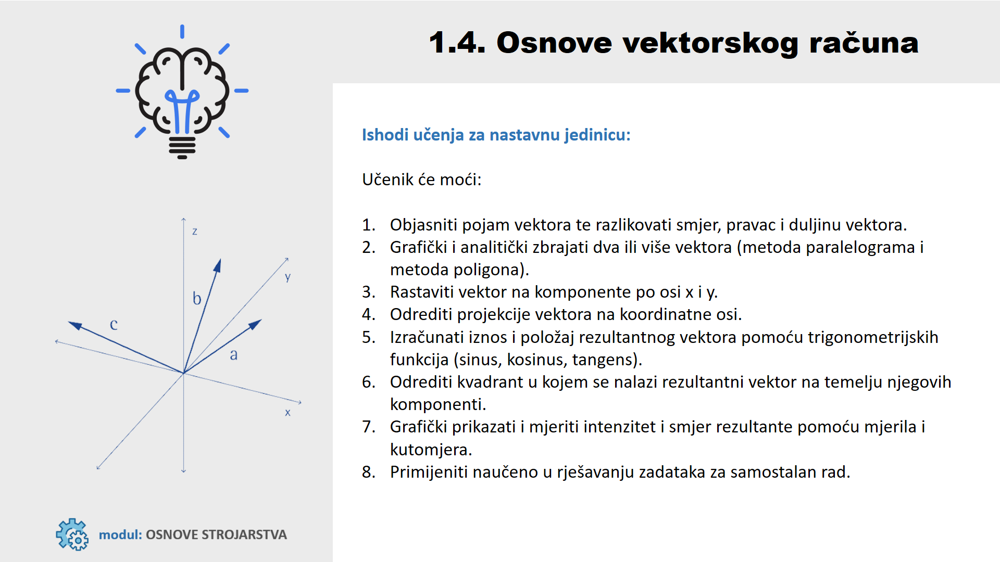 1.4. Osnove vektorskog računa
Ishodi učenja za nastavnu jedinicu:
Učenik će moći:
1. Objasniti pojam vektora te razlikovati smjer, pravac i duljinu vektora.
2. Grafički i analitički zbrajati dva ili više vektora (metoda paralelograma i
metoda poligona).
3. Rastaviti vektor na komponente po osi x i y.
4. Odrediti projekcije vektora na koordinatne osi.
5. Izračunati iznos i položaj rezultantnog vektora pomoću trigonometrijskih
funkcija (sinus, kosinus, tangens).
6. Odrediti kvadrant u kojem se nalazi rezultantni vektor na temelju njegovih
komponenti.
7. Grafički prikazati i mjeriti intenzitet i smjer rezultante pomoću mjerila i
kutomjera.
8. Primijeniti naučeno u rješavanju zadataka za samostalan rad.
z
y
b
c
a
x
modul: OSNOVE STROJARSTVA